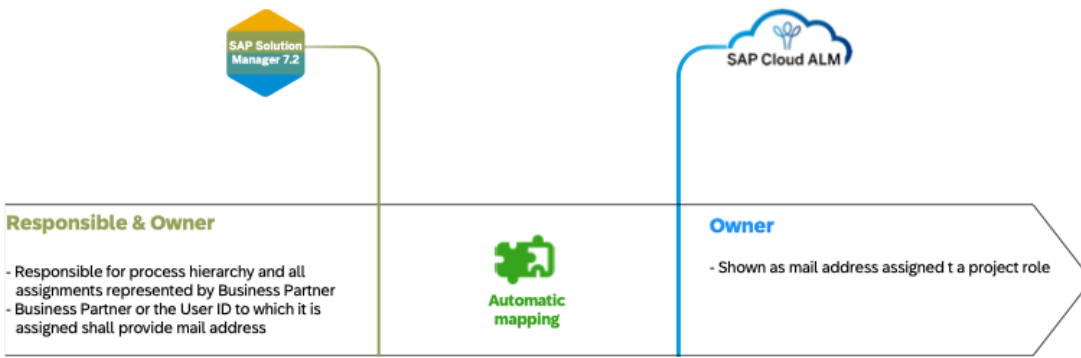 SAP Solution
Manager 7.2
SAP Cloud ALM
Responsible & Owner
- Responsible for process hierarchy and all
assignments represented by Business Partner
- Business Partner or the User ID to which it is
assigned shall provide mail address
Automatic
mapping
Owner
- Shown as mail address assigned t a project role